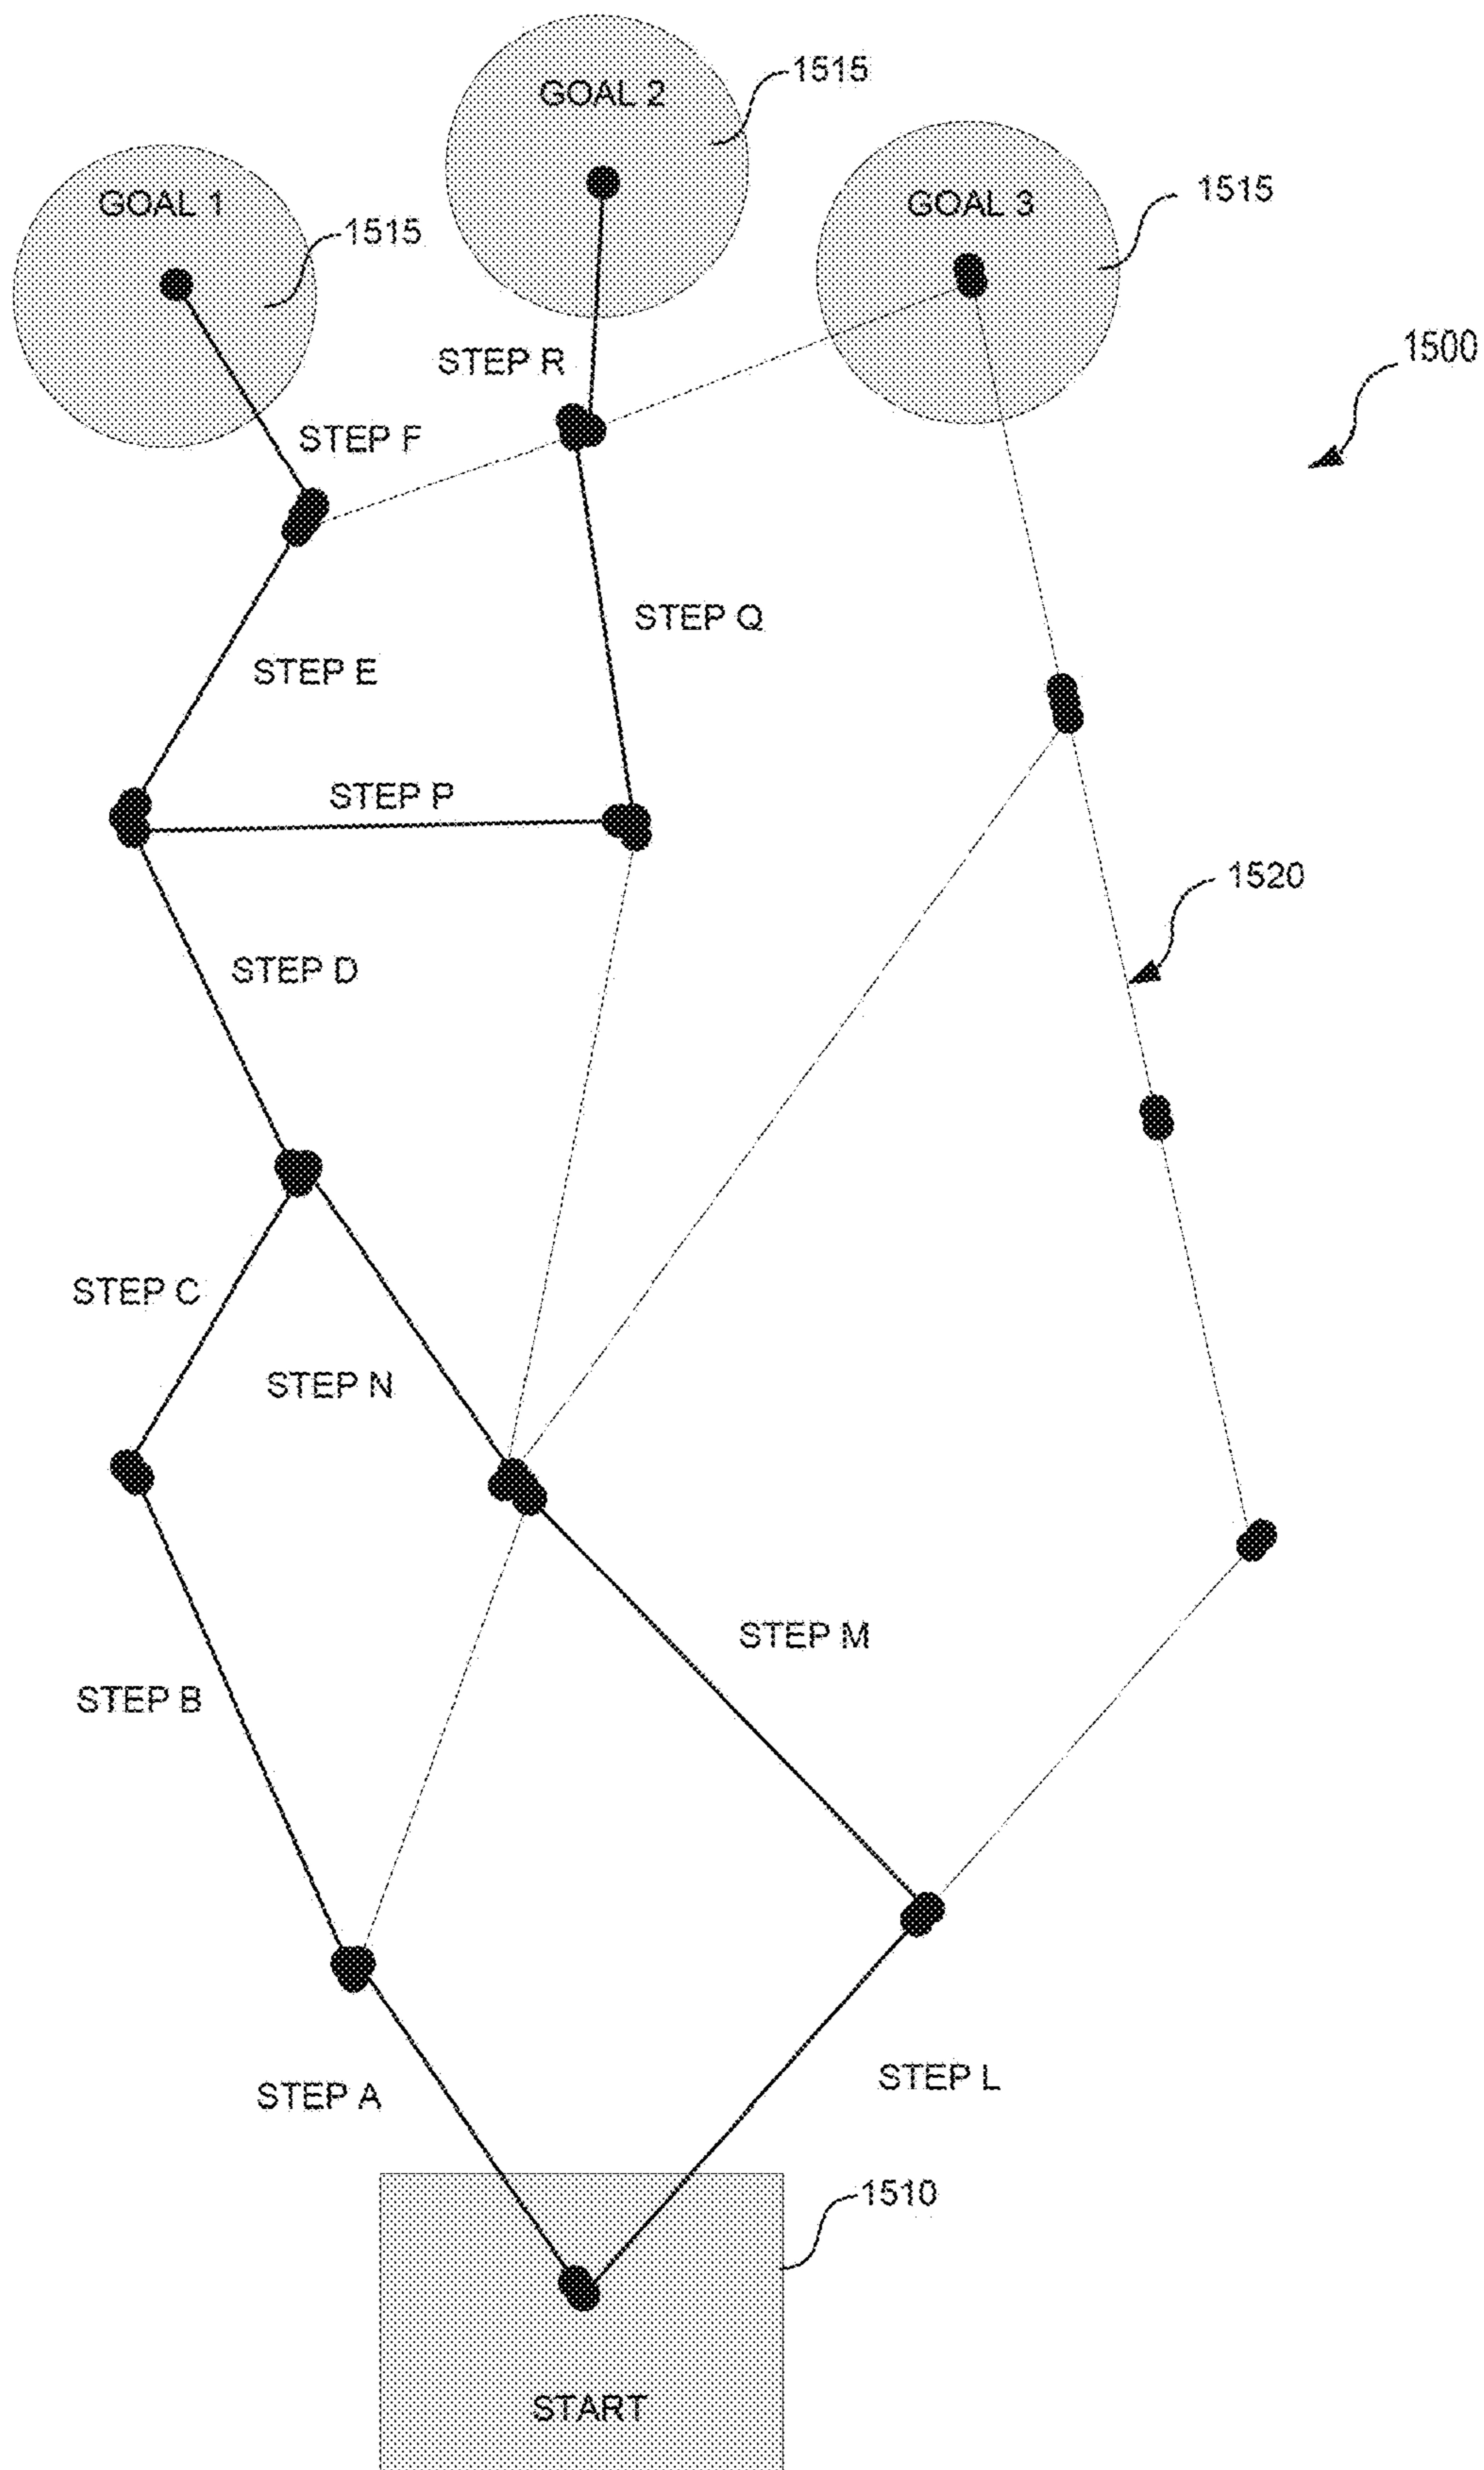 GOAL 2
1515
GOAL 1
1515
GOAL 3
1515
1500
STEP R
STEP F
STEP Q
STEP E
STEP P
1520
STEP D
STEP C
STEP N
STEP M
STEP B
STEP L
STEP A
1510
START